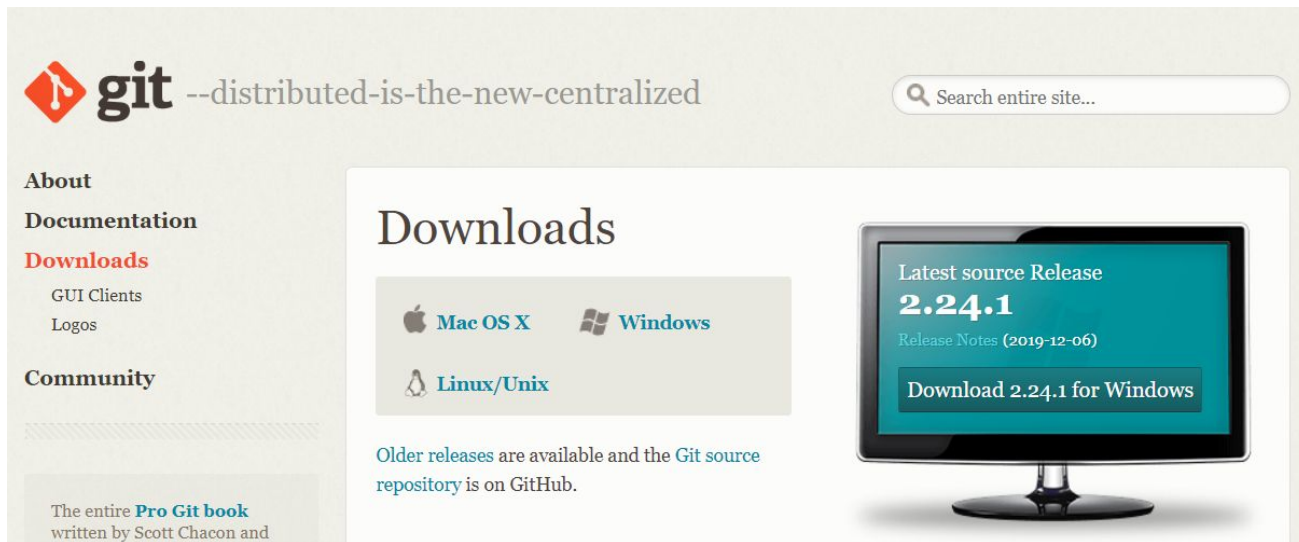 git --distributed-is-the-new-centralized
Search entire site...
About
Documentation
Downloads
GUI Clients
Logos
Community
The entire Pro Git book
written by Scott Chacon and
Downloads
Mac OS X
Windows
Linux/Unix
Older releases are available and the Git source
repository is on GitHub.
Latest source Release
2.24.1
Release Notes (2019-12-06)
Download 2.24.1 for Windows